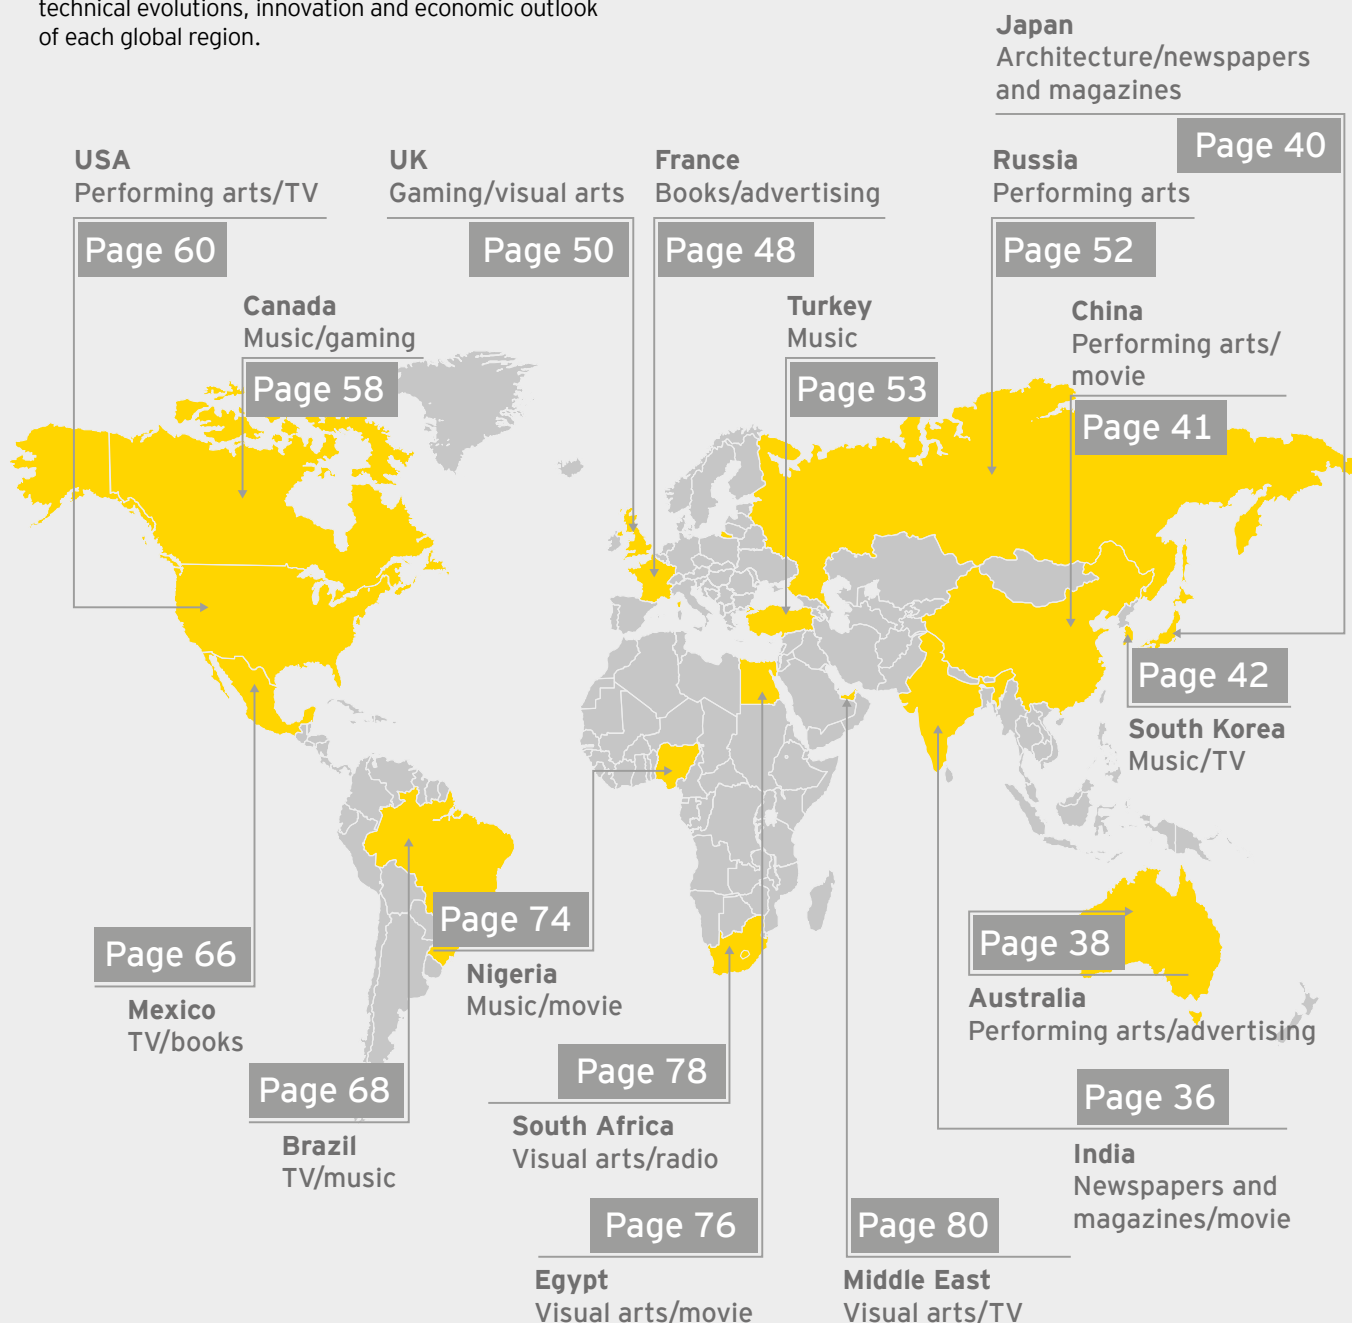 technical evolutions, innovation and economic outlook
of each global region.
Japan
Architecture/newspapers
and magazines
Page 40
USA
Performing arts/TV
Page 60
UK
Gaming/visual arts
Page 50
France
Books/advertising
Page 48
Russia
Performing arts
Page 52
Canada
Music/gaming
Page 58
Turkey
Music
Page 53
China
Performing arts/
movie
Page 41
Page 42
South Korea
Music/TV
Page 74
Nigeria
Music/movie
Page 38
Australia
Performing arts/advertising
Page 66
Mexico
TV/books
Page 68
Brazil
TV/music
Page 78
South Africa
Visual arts/radio
Page 36
India
Newspapers and
magazines/movie
Page 76
Egypt
Visual arts/movie
Page 80
Middle East
Visual arts/TV